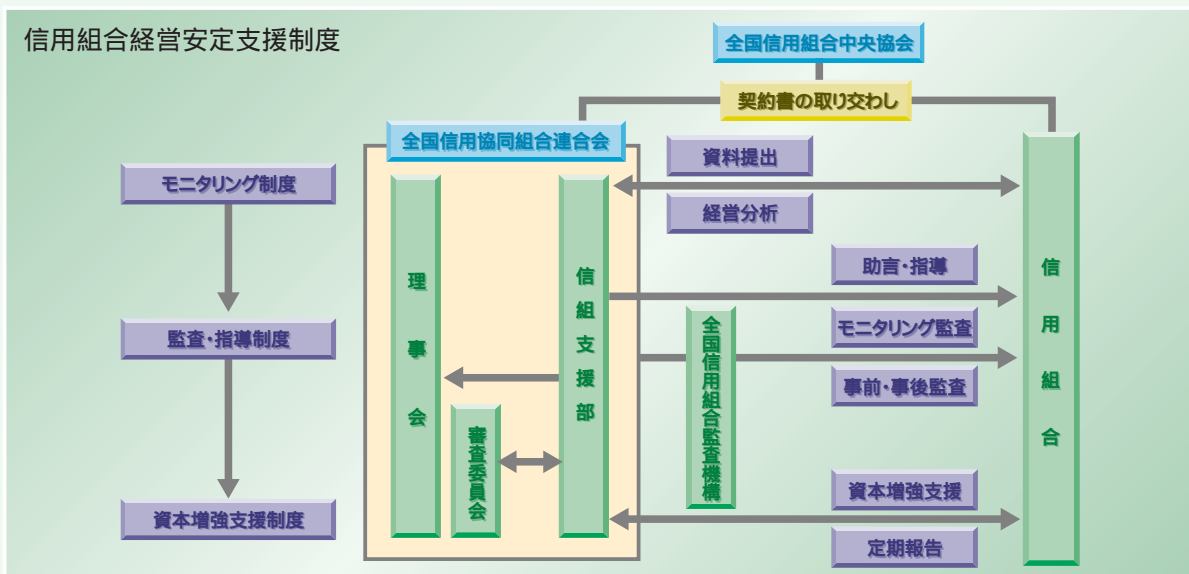 信用組合経営安定支援制度
全国信用組合中央協会
契約書の取り交わし
全国信用協同組合連合会
資料提出
モニタリング制度
経営分析
理事会
信組支援部
信用組合
助言・指導
全国信用組合監査機構
モニタリング監査
監査・指導制度
事前・事後監査
審査委員会
資本増強支援
資本増強支援制度
定期報告